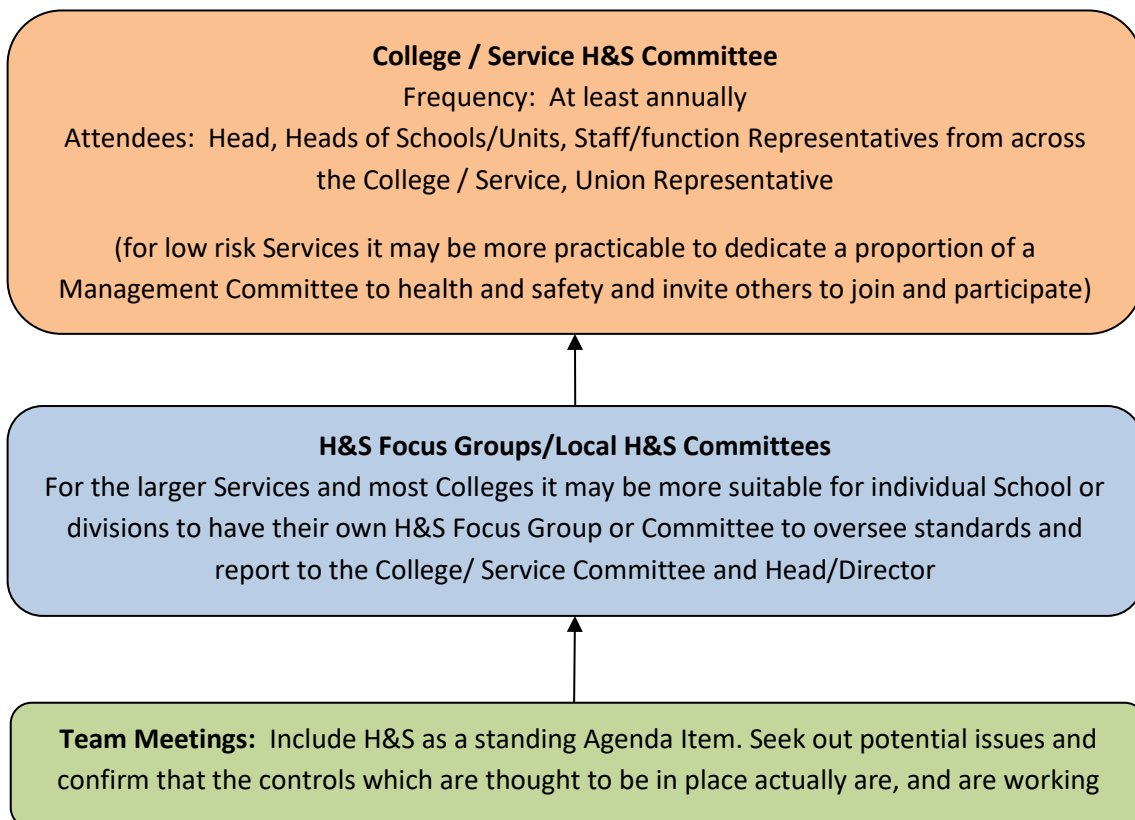 College / Service H&S Committee
Frequency:  At least annually
Attendees:  Head, Heads of Schools/Units, Staff/function Representatives from across
the College / Service, Union Representative
(for low risk Services it may be more practicable to dedicate a proportion of a
Management Committee to health and safety and invite others to join and participate)
H&S Focus Groups/Local H&S Committees
For the larger Services and most Colleges it may be more suitable for individual School or
divisions to have their own H&S Focus Group or Committee to oversee standards and
report to the College/ Service Committee and Head/Director
Team Meetings:  Include H&S as a standing Agenda Item. Seek out potential issues and
confirm that the controls which are thought to be in place actually are, and are working